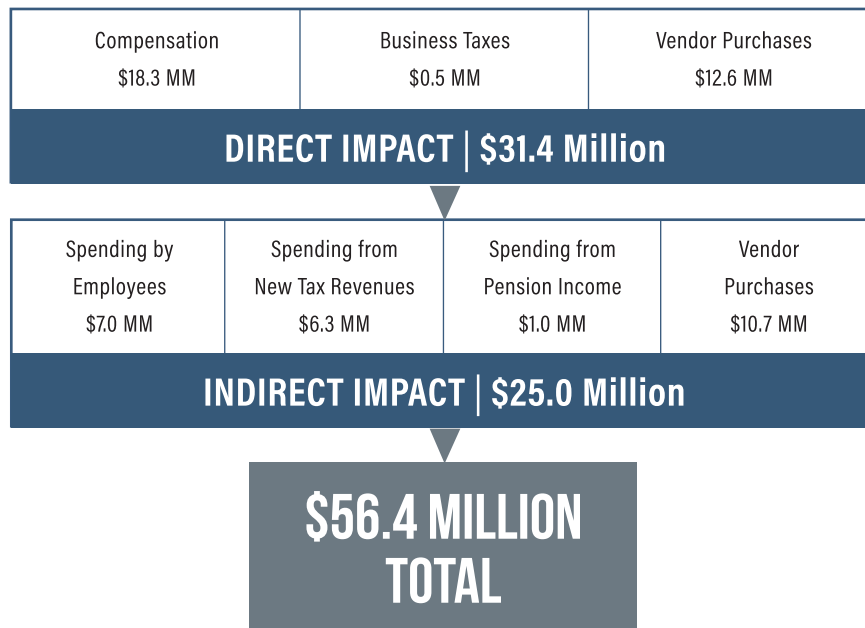 Compensation
$18.3 MM
Business Taxes
$0.5 MM
Vendor Purchases
$12.6 MM
DIRECT IMPACT | $31.4 Million
Spending by
Employees
$7.0 MM
Spending from
New Tax Revenues
$6.3 MM
Spending from
Pension Income
$1.0 MM
Vendor
Purchases
$10.7 MM
INDIRECT IMPACT | $25.0 Million
$56.4 MILLION
TOTAL